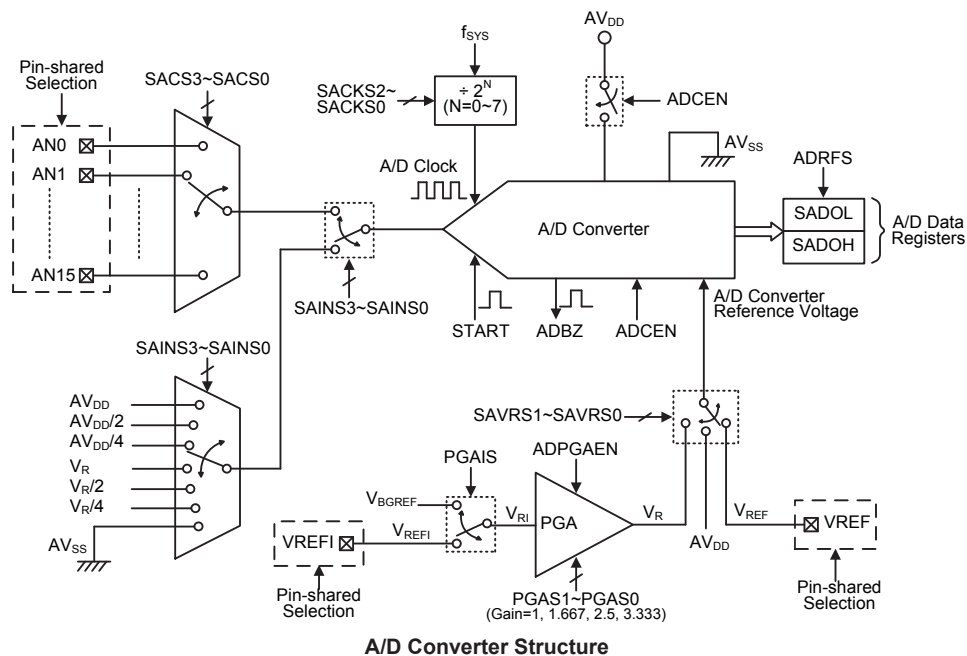 Pin-shared
Selection
AN0
AN1
AN15
SACS3~SACS0
SAINS3~SAINS0
fSYS
SACKS2~
SACKS0
÷ 2N
(N=0~7)
A/D Clock
AVDD
ADCEN
AVSS
A/D Converter
ADRFS
SADOL
SADOH
A/D Data
Registers
START
ADBZ
ADCEN
A/D Converter
Reference Voltage
SAINS3~SAINS0
AVDD
AVDD/2
AVDD/4
VR
VR/2
VR/4
AVSS
SAVRS1~SAVRS0
PGAIS
ADPGAEN
VBGREF
VREFI
VREFI
VRI
PGA
VR
AVDD
VREF
VREF
Pin-shared
Selection
PGAS1~PGAS0
(Gain=1, 1.667, 2.5, 3.333)
Pin-shared
Selection
A/D Converter Structure